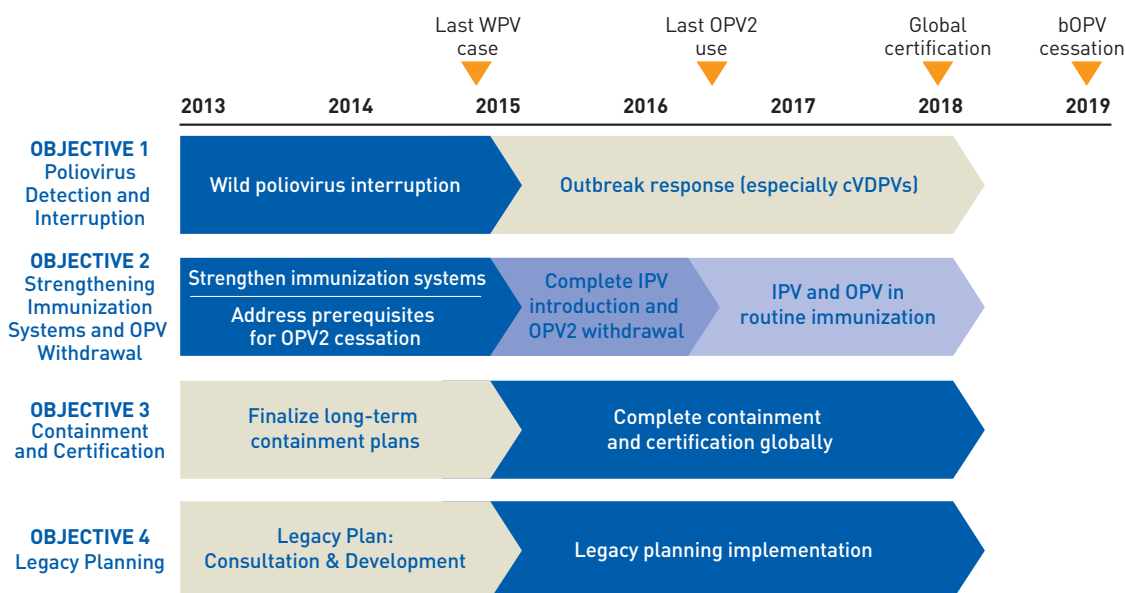 Last WPV
case
Last OPV2
use
Global
certification
bOPV
cessation
2013 2014 2015 2016 2017 2018 2019
OBJECTIVE 1
Poliovirus
Detection and
Interruption
Wild poliovirus interruption
Outbreak response (especially cVDPVs)
OBJECTIVE 2
Strengthening
Immunization
Systems and OPV
Withdrawal
Strengthen immunization systems
Address prerequisites
for OPV2 cessation
Complete IPV
introduction and
OPV2 withdrawal
IPV and OPV in
routine immunization
OBJECTIVE 3
Containment
and Certification
Finalize long-term
containment plans
Complete containment
and certification globally
OBJECTIVE 4
Legacy Planning
Legacy Plan:
Consultation & Development
Legacy planning implementation